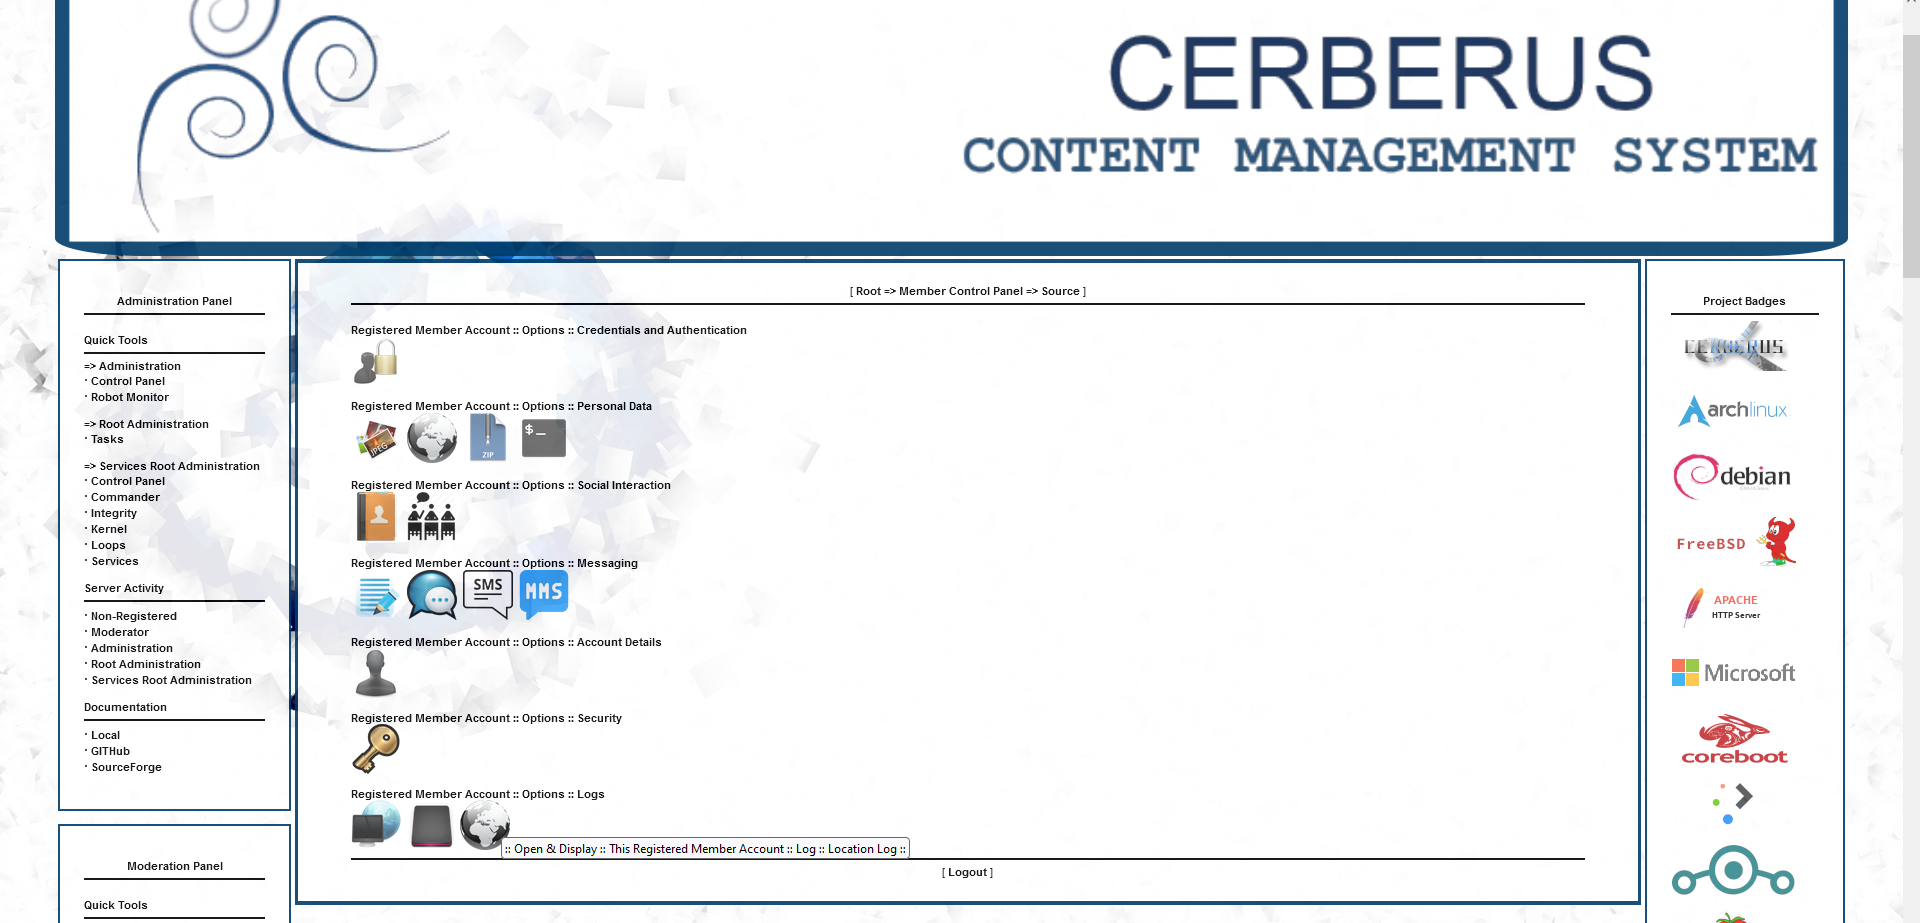 CERBERUS
CONTENT MANAGEMENT SYSTEM
Administration Panel
Quick Tools
=> Administration
· Control Panel
· Robot Monitor
=> Root Administration
· Tasks
=> Services Root Administration
· Control Panel
· Commander
· Integrity
· Kernel
· Loops
· Services
Server Activity
· Non-Registered
· Moderator
· Administration
· Root Administration
· Services Root Administration
Documentation
· Local
· GITHub
· SourceForge
Moderation Panel
Quick Tools
[ Root => Member Control Panel => Source ]
Registered Member Account :: Options :: Credentials and Authentication
Registered Member Account :: Options :: Personal Data
JPEG
ZIP
$_
Registered Member Account :: Options :: Social Interaction
Registered Member Account :: Options :: Messaging
SMS
MMS
Registered Member Account :: Options :: Account Details
Registered Member Account :: Options :: Security
Registered Member Account :: Options :: Logs
:: Open & Display :: This Registered Member Account :: Log :: Location Log ::
[ Logout ]
Project Badges
CERBERUS
archlinux
debian
FreeBSD
APACHE
HTTP Server
Microsoft
coreboot